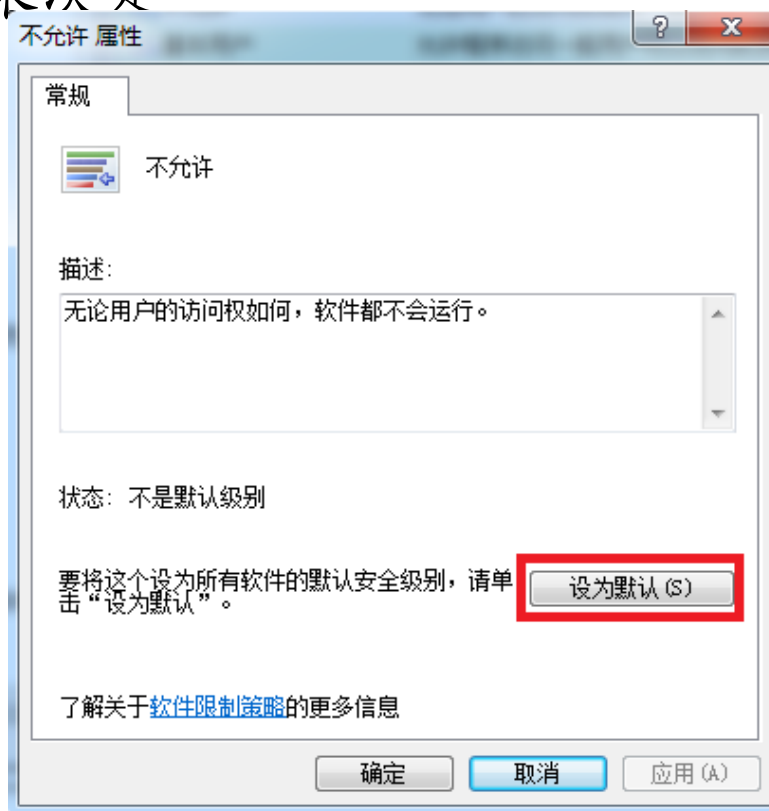 不允许 属性
常规
不允许
描述:
无论用户的访问权如何，软件都不会运行。
状态: 不是默认级别
要将这个设为所有软件的默认安全级别，请单
击“设为默认”。
设为默认(S)
了解关于软件限制策略的更多信息
确定 取消 应用(A)